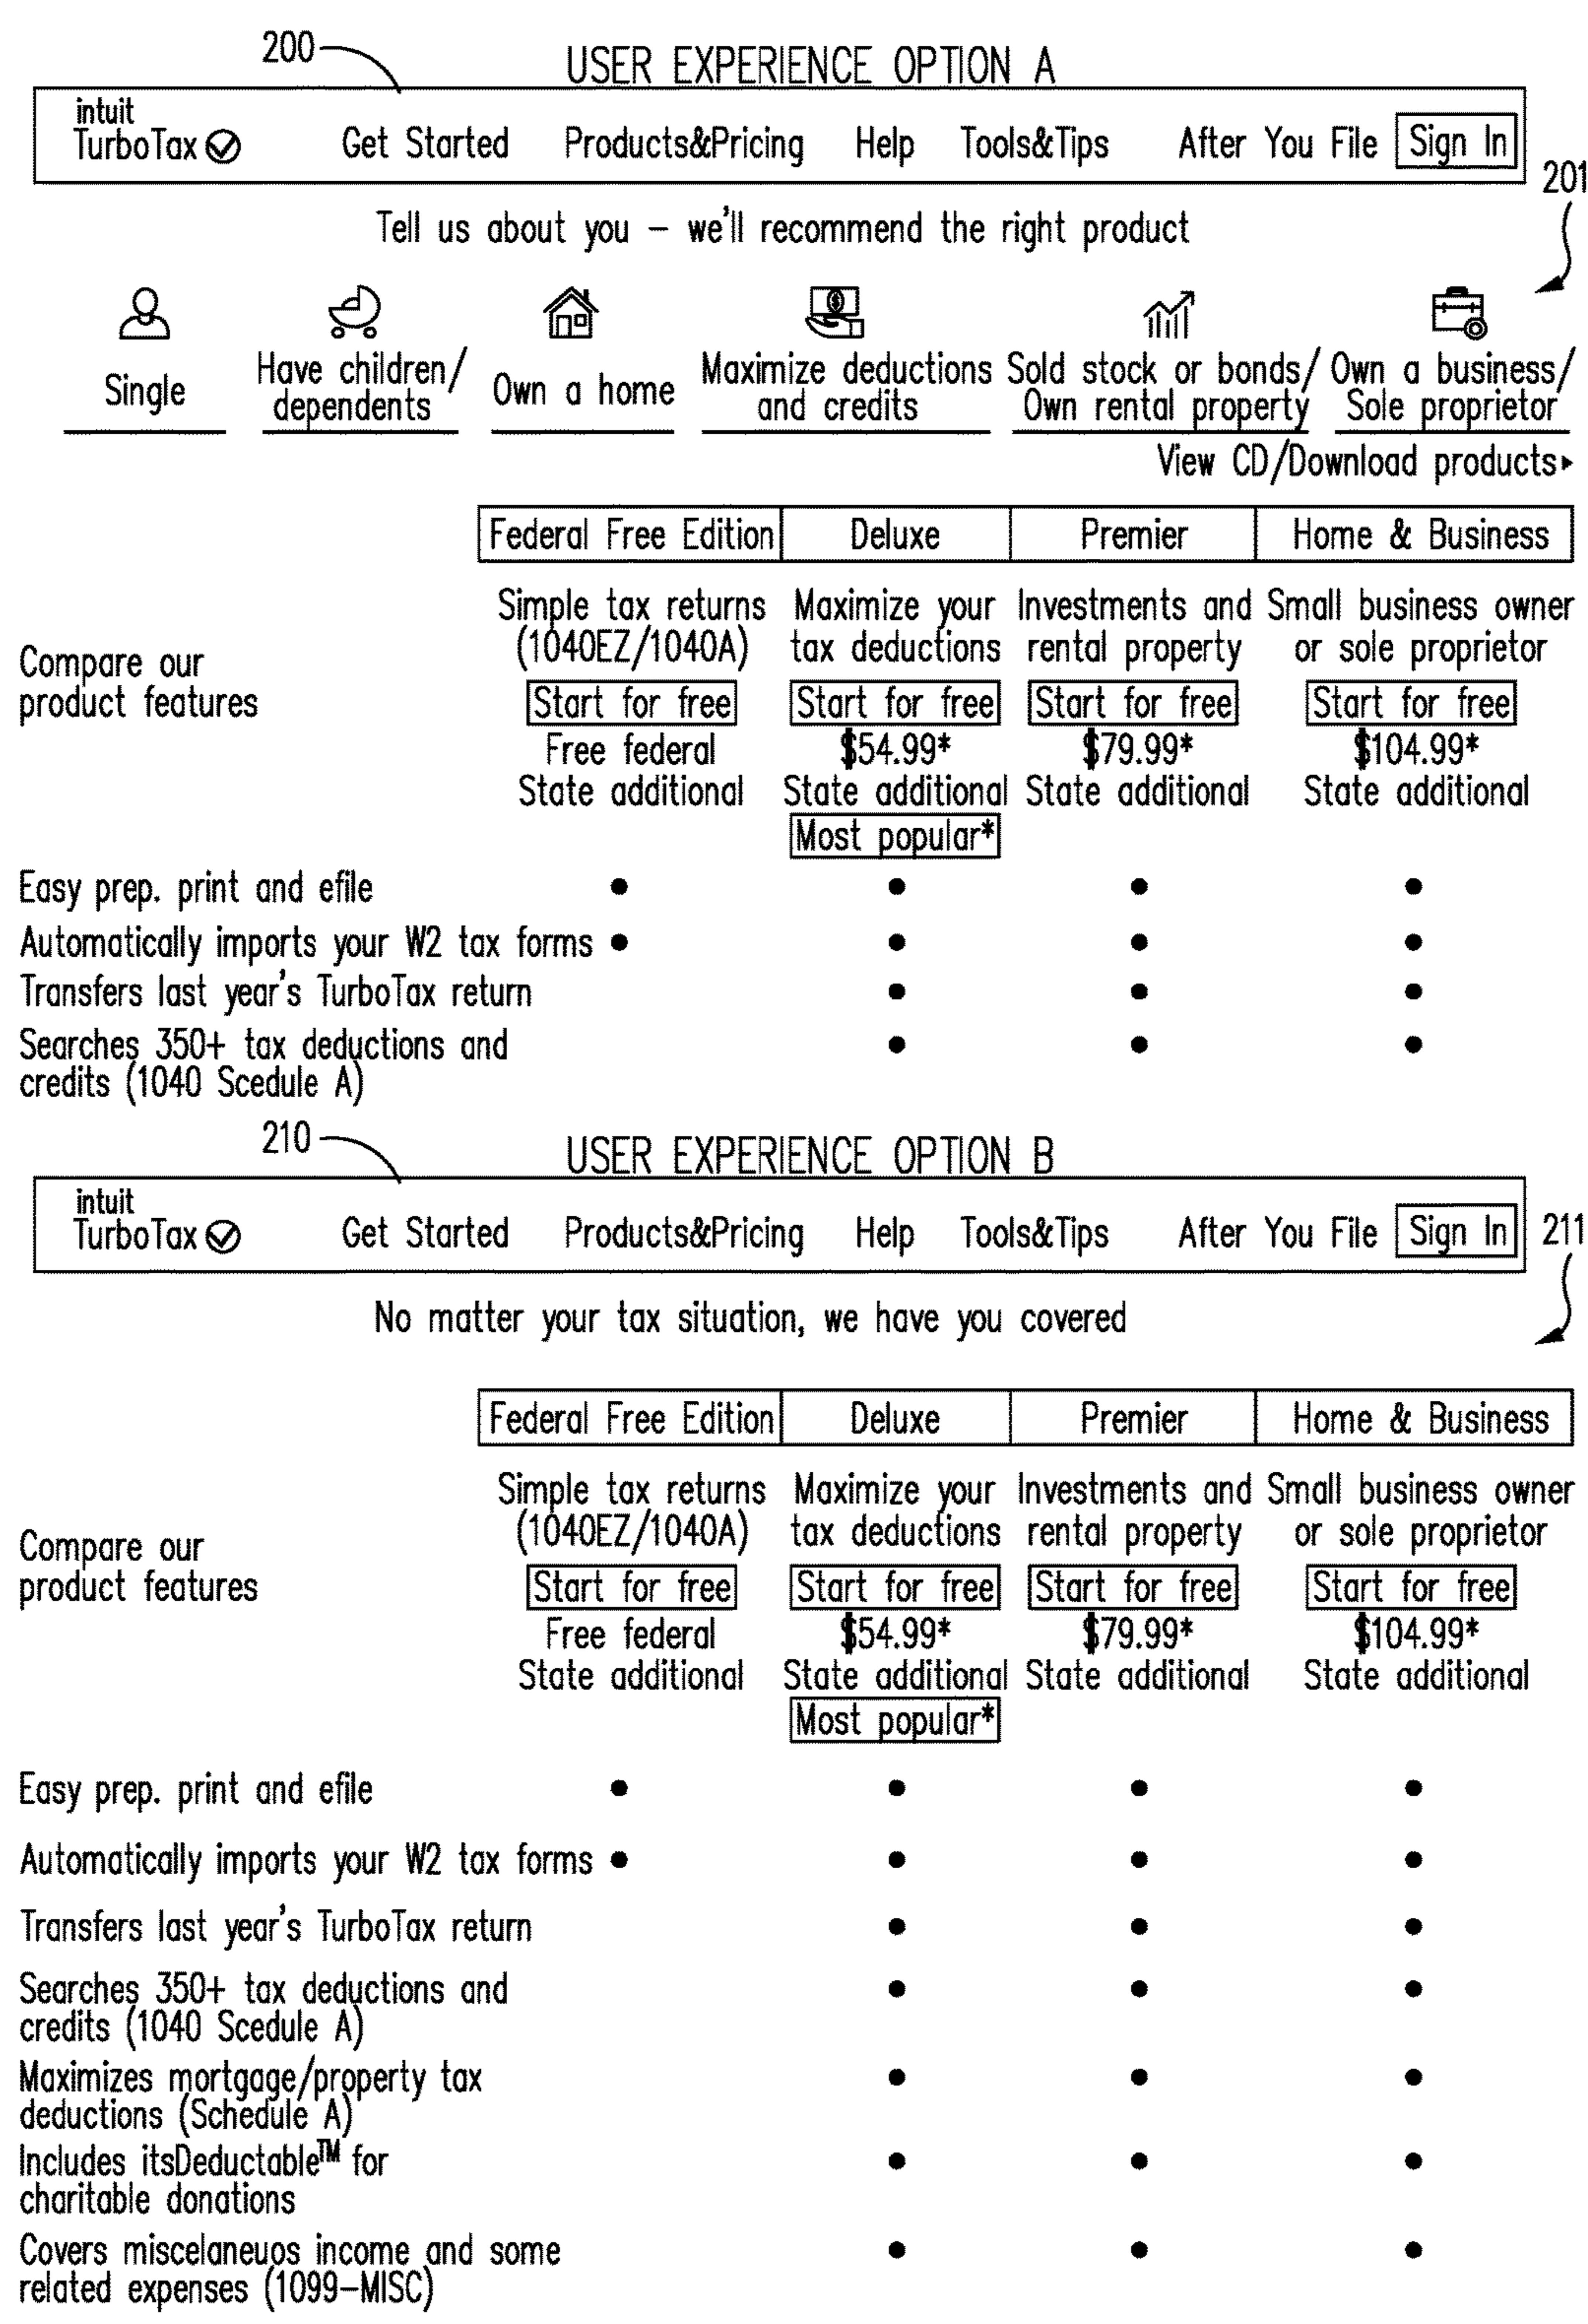 200
USER EXPERIENCE OPTION A
intuit
TurboTax Get Started Products&Pricing Help Tools&Tips After You File Sign In
201
Tell us about you – we'll recommend the right product
Single
Have children/
dependents
Own a home
Maximize deductions
and credits
Sold stock or bonds/
Own rental property
Own a business/
Sole proprietor
View CD/Download products▸
Federal Free Edition Deluxe Premier Home & Business
Compare our
product features
Simple tax returns
(1040EZ/1040A)
Start for free
Free federal
State additional
Maximize your
tax deductions
Start for free
$54.99*
State additional
Most popular*
Investments and
rental property
Start for free
$79.99*
State additional
Small business owner
or sole proprietor
Start for free
$104.99*
State additional
Easy prep. print and efile ● ● ● ●
Automatically imports your W2 tax forms ● ● ● ●
Transfers last year's TurboTax return ● ● ●
Searches 350+ tax deductions and ● ● ●
credits (1040 Scedule A)
210
USER EXPERIENCE OPTION B
intuit
TurboTax Get Started Products&Pricing Help Tools&Tips After You File Sign In
211
No matter your tax situation, we have you covered
Federal Free Edition Deluxe Premier Home & Business
Compare our
product features
Simple tax returns
(1040EZ/1040A)
Start for free
Free federal
State additional
Maximize your
tax deductions
Start for free
$54.99*
State additional
Most popular*
Investments and
rental property
Start for free
$79.99*
State additional
Small business owner
or sole proprietor
Start for free
$104.99*
State additional
Easy prep. print and efile ● ● ● ●
Automatically imports your W2 tax forms ● ● ● ●
Transfers last year's TurboTax return ● ● ●
Searches 350+ tax deductions and ● ● ●
credits (1040 Scedule A)
Maximizes mortgage/property tax ● ● ●
deductions (Schedule A)
Includes itsDeductable™ for ● ● ●
charitable donations
Covers miscelaneuos income and some ● ● ●
related expenses (1099–MISC)